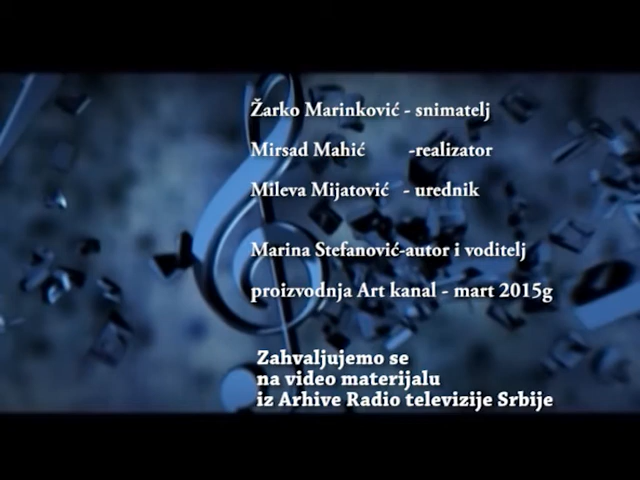 Žarko Marinković - snimatelj
Mirsad Mahić -realizator
Mileva Mijatović - urednik
Marina Stefanović-autor i voditelj
proizvodnja Art kanal - mart 2015g
Zahvaljujemo se
na video materijalu
iz Arhive Radio televizije Srbije